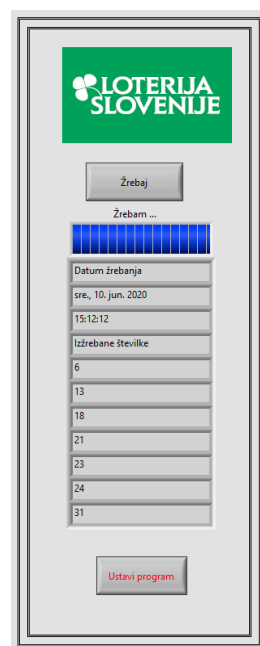 LOTERIJA
SLOVENIJE
Žrebaj
Žrebam ...
Datum žrebanja
sre., 10. jun. 2020
15:12:12
Izžrebane številke
6
13
18
21
23
24
31
Ustavi program